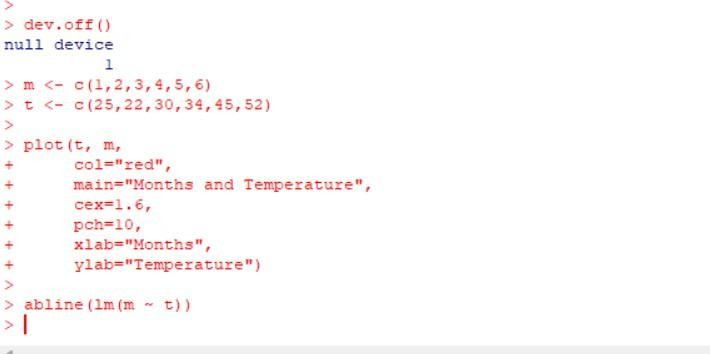 >
> dev.off()
null device
1
> m <- c(1,2,3,4,5,6)
> t <- c(25,22,30,34,45,52)
>
> plot(t, m,
+ col="red",
+ main="Months and Temperature",
+ cex=1.6,
+ pch=10,
+ xlab="Months",
+ ylab="Temperature")
>
> abline(lm(m ~ t))
>